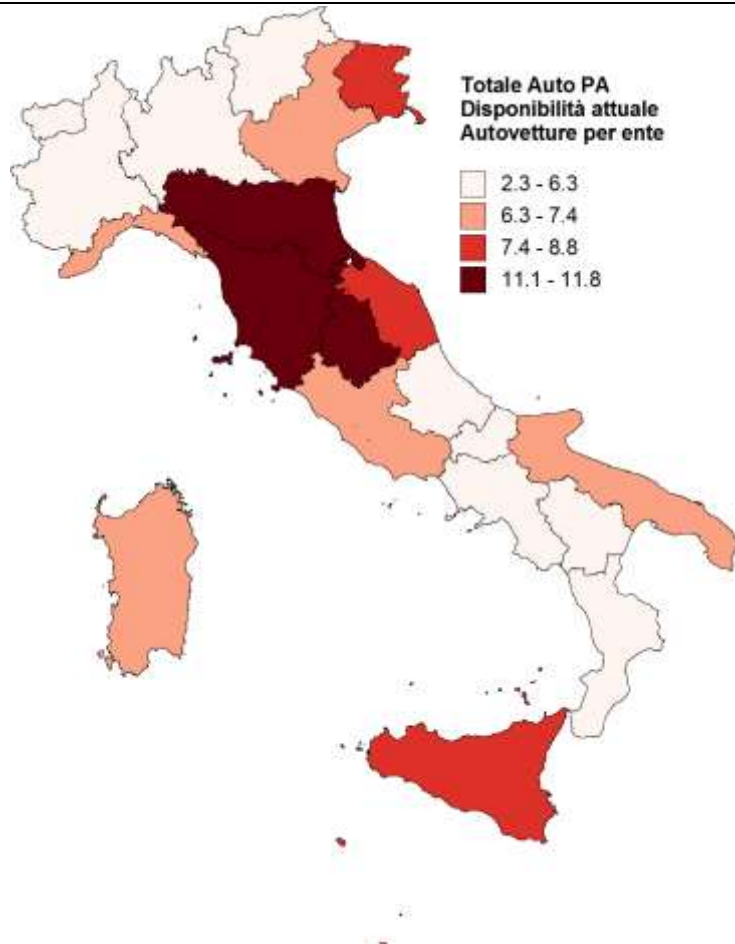 Totale Auto PA
Disponibilità attuale
Autovetture per ente
2.3 - 6.3
6.3 - 7.4
7.4 - 8.8
11.1 - 11.8